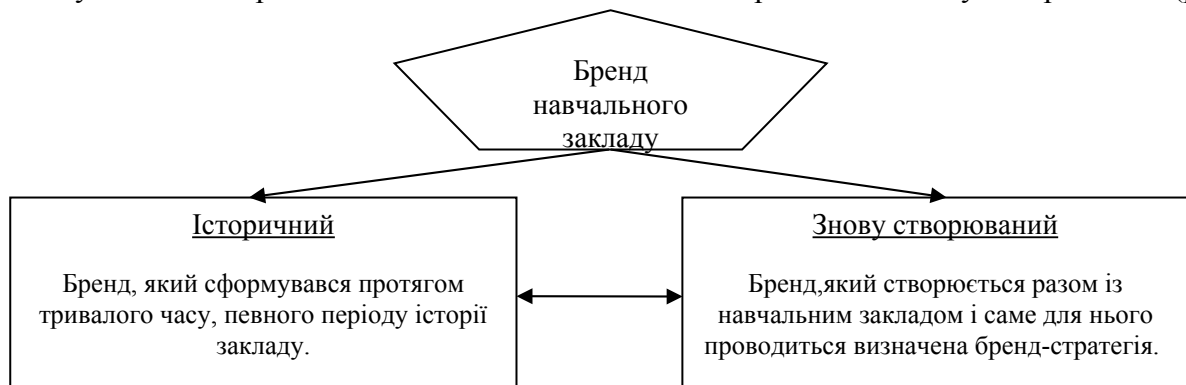 Бренд
навчального
закладу
Історичний
Бренд, який сформувався протягом
тривалого часу, певного періоду історії
закладу.
Знову створюваний
Бренд,який створюється разом із
навчальним закладом і саме для нього
проводиться визначена бренд-стратегія.